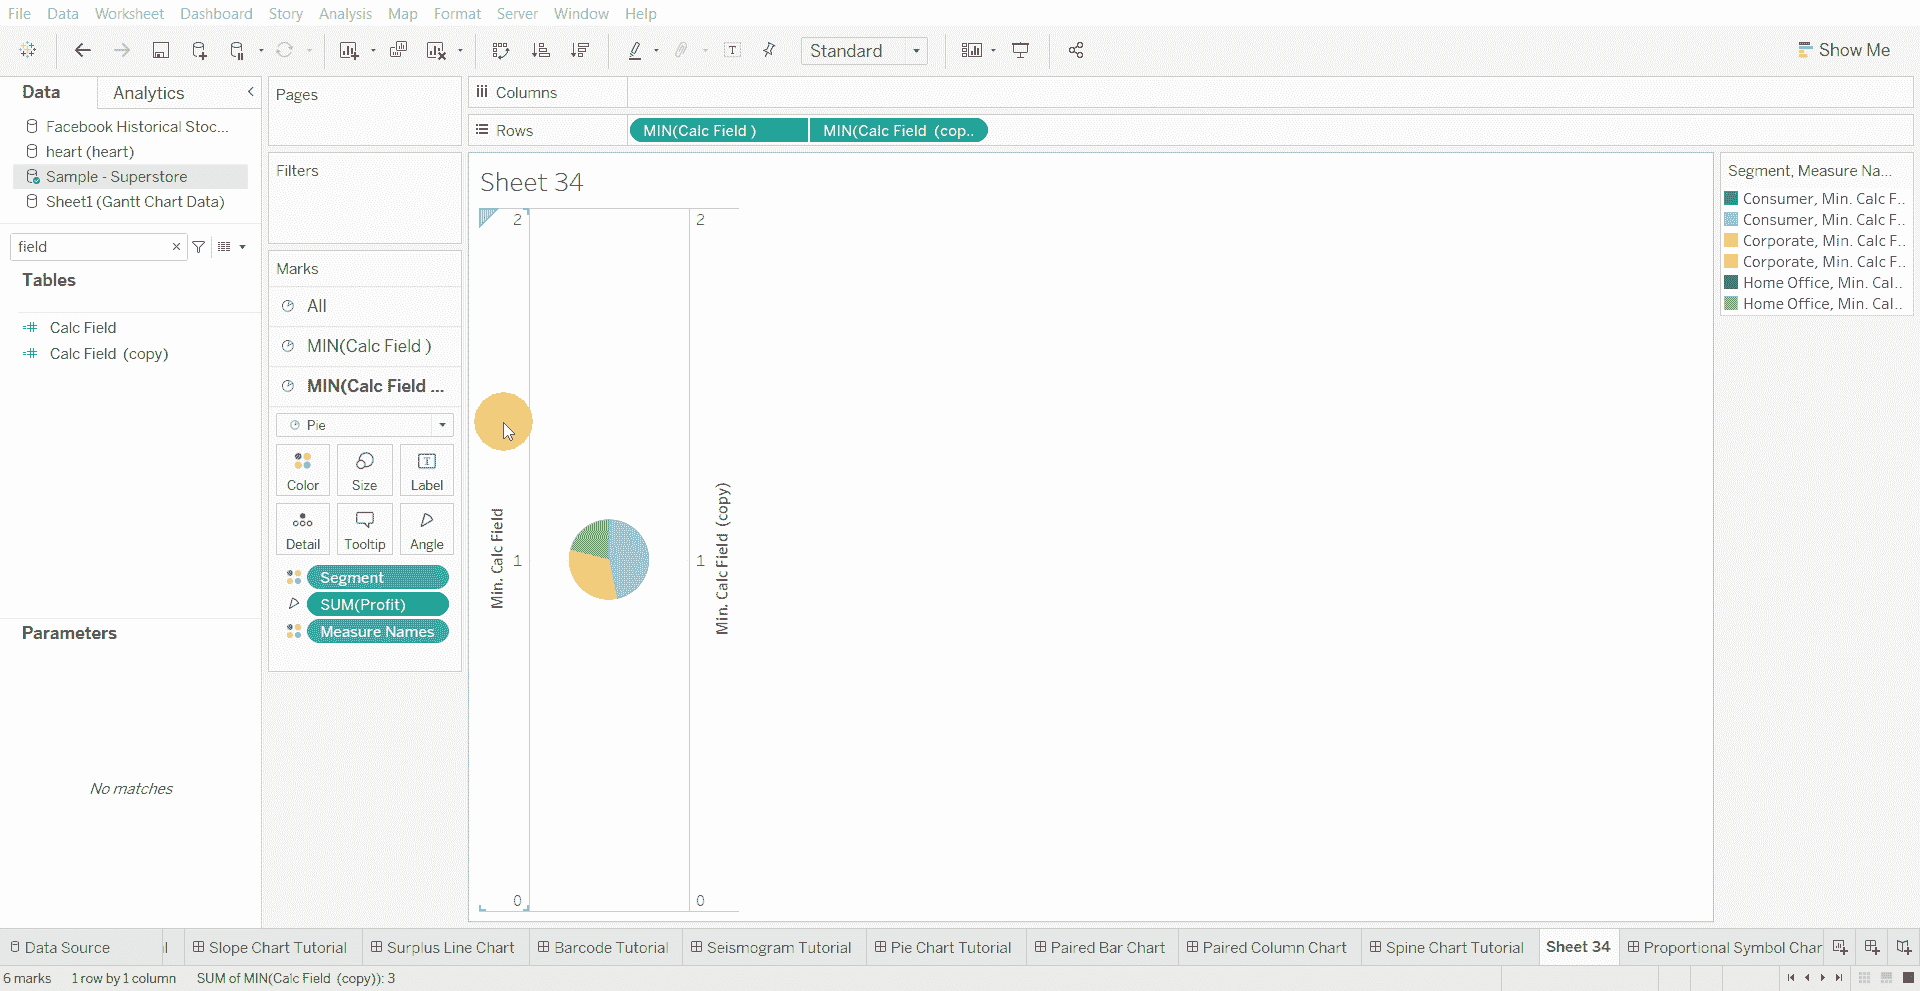 File Data Worksheet Dashboard Story Analysis Map Format Server Window Help
Standard
Show Me
Data
Analytics
Facebook Historical Stoc...
heart (heart)
Sample - Superstore
Sheet1 (Gantt Chart Data)
field
Tables
Calc Field
Calc Field (copy)
Parameters
No matches
Pages
Filters
Marks
All
MIN(Calc Field )
MIN(Calc Field ...
Pie
Color
Size
Label
Detail
Tooltip
Angle
Segment
SUM(Profit)
Measure Names
Columns
Rows
MIN(Calc Field )
MIN(Calc Field (cop..
Sheet 34
2
1
0
Min. Calc Field
2
1
0
Min. Calc Field (copy)
Segment, Measure Na...
Consumer, Min. Calc F..
Consumer, Min. Calc F..
Corporate, Min. Calc F..
Corporate, Min. Calc F..
Home Office, Min. Cal..
Home Office, Min. Cal..
Data Source
Slope Chart Tutorial
Surplus Line Chart
Barcode Tutorial
Seismogram Tutorial
Pie Chart Tutorial
Paired Bar Chart
Paired Column Chart
Spine Chart Tutorial
Sheet 34
Proportional Symbol Char
6 marks
1 row by 1 column
SUM of MIN(Calc Field (copy)): 3